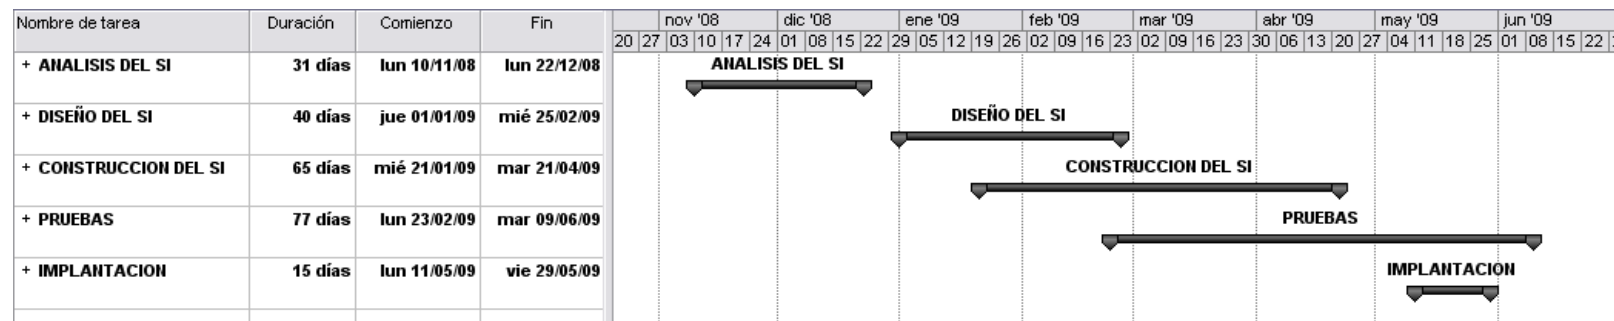 Nombre de tarea Duración Comienzo Fin nov '08 dic '08 ene '09 feb '09 mar '09 abr '09 may '09 jun '09
20 27 03 10 17 24 01 08 15 22 29 05 12 19 26 02 09 16 23 02 09 16 23 30 06 13 20 27 04 11 18 25 01 08 15 22
+ ANALISIS DEL SI 31 días lun 10/11/08 lun 22/12/08 ANALISIS DEL SI
+ DISEÑO DEL SI 40 días jue 01/01/09 mié 25/02/09 DISEÑO DEL SI
+ CONSTRUCCION DEL SI 65 días mié 21/01/09 mar 21/04/09 CONSTRUCCION DEL SI
+ PRUEBAS 77 días lun 23/02/09 mar 09/06/09 PRUEBAS
+ IMPLANTACION 15 días lun 11/05/09 vie 29/05/09 IMPLANTACION